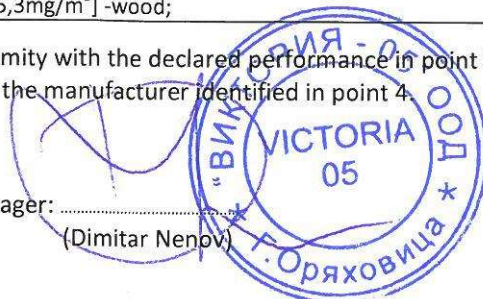 5,3mg/m³] -wood;
mity with the declared performance in point
the manufacturer identified in point 4.
ager: ........................
(Dimitar Nenov)
"ВИКТОРИЯ - 05 ООД
VICTORIA
05
* г.Оряховица *